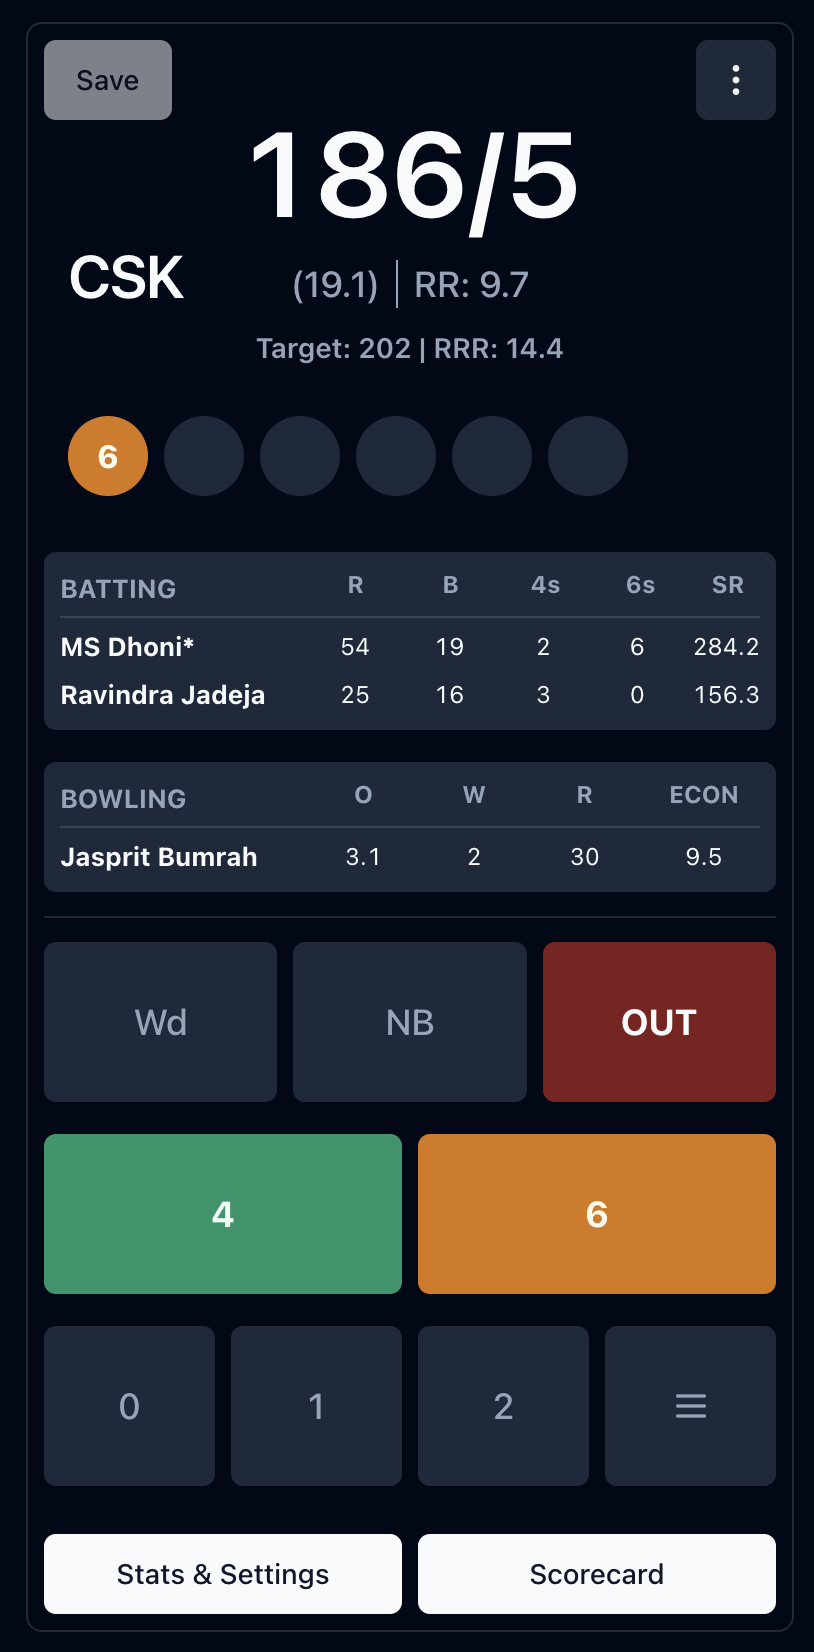 Save
186/5
CSK
(19.1) | RR: 9.7
Target: 202 | RRR: 14.4
6
BATTING R B 4s 6s SR
MS Dhoni* 54 19 2 6 284.2
Ravindra Jadeja 25 16 3 0 156.3
BOWLING O W R ECON
Jasprit Bumrah 3.1 2 30 9.5
Wd NB OUT
4 6
0 1 2
Stats & Settings Scorecard